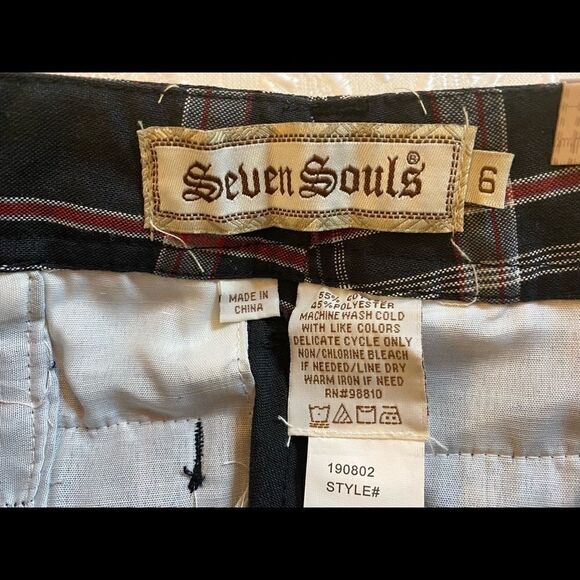 Seven Souls®
6
MADE IN
CHINA
55%
45% POLYESTER
MACHINE WASH COLD
WITH LIKE COLORS
DELICATE CYCLE ONLY
NON/CHLORINE BLEACH
IF NEEDED/LINE DRY
WARM IRON IF NEED
RN#98810
190802
STYLE#